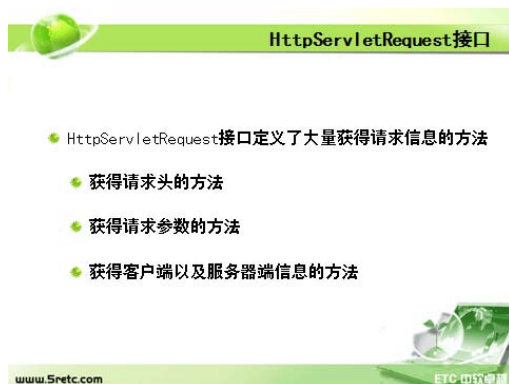 HttpServletRequest接口
HttpServletRequest接口定义了大量获得请求信息的方法
获得请求头的方法
获得请求参数的方法
获得客户端以及服务器端信息的方法
www.5retc.com
ETC 中软卓越